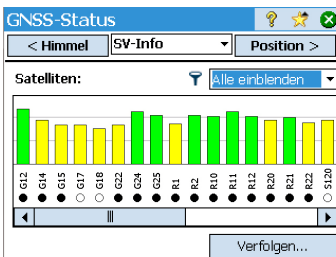 GNSS-Status
< Himmel SV-Info Position >
Satelliten: Alle einblenden
G12 G14 G15 G17 G18 G22 G24 G25 R1 R2 R10 R11 R12 R20 R21 R22 S120
Verfolgen...